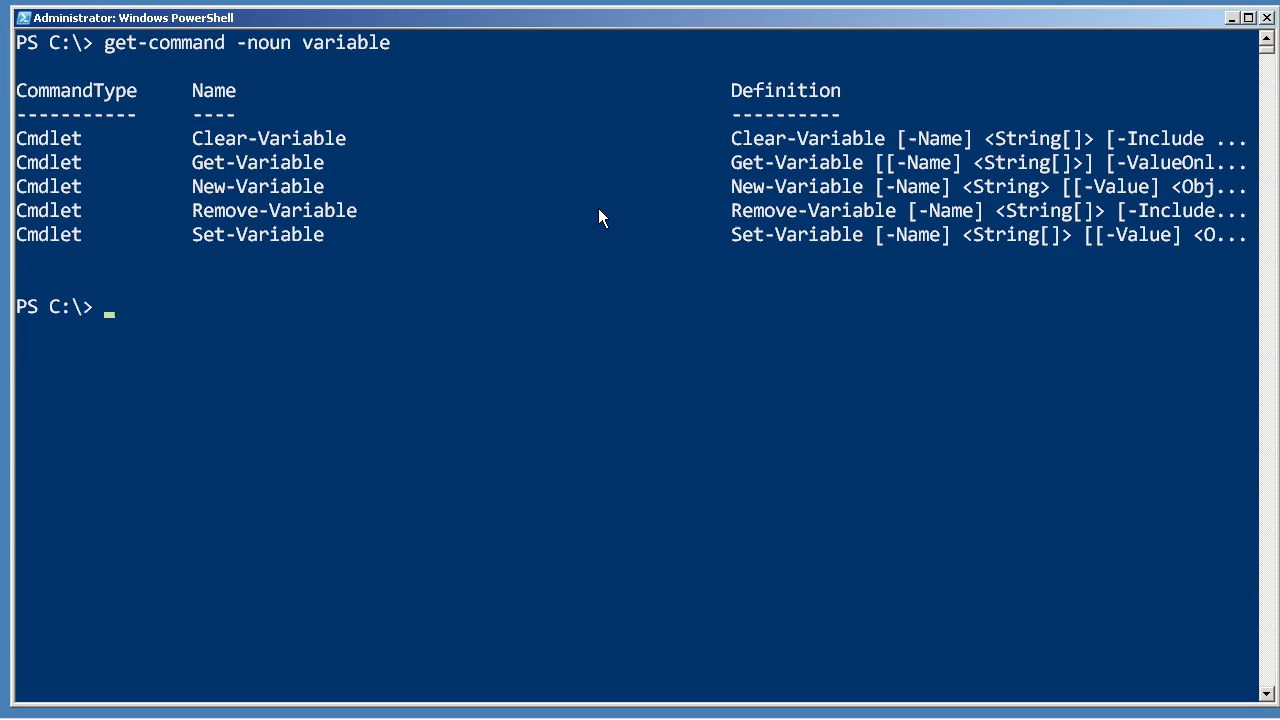 Administrator: Windows PowerShell
PS C:\> get-command -noun variable
CommandType     Name                                             Definition
-----------     ----                                             ----------
Cmdlet          Clear-Variable                                   Clear-Variable [-Name] <String[]> [-Include ...
Cmdlet          Get-Variable                                     Get-Variable [[-Name] <String[]>] [-ValueOnl...
Cmdlet          New-Variable                                     New-Variable [-Name] <String> [[-Value] <Obj...
Cmdlet          Remove-Variable                                  Remove-Variable [-Name] <String[]> [-Include...
Cmdlet          Set-Variable                                     Set-Variable [-Name] <String[]> [[-Value] <O...
PS C:\>